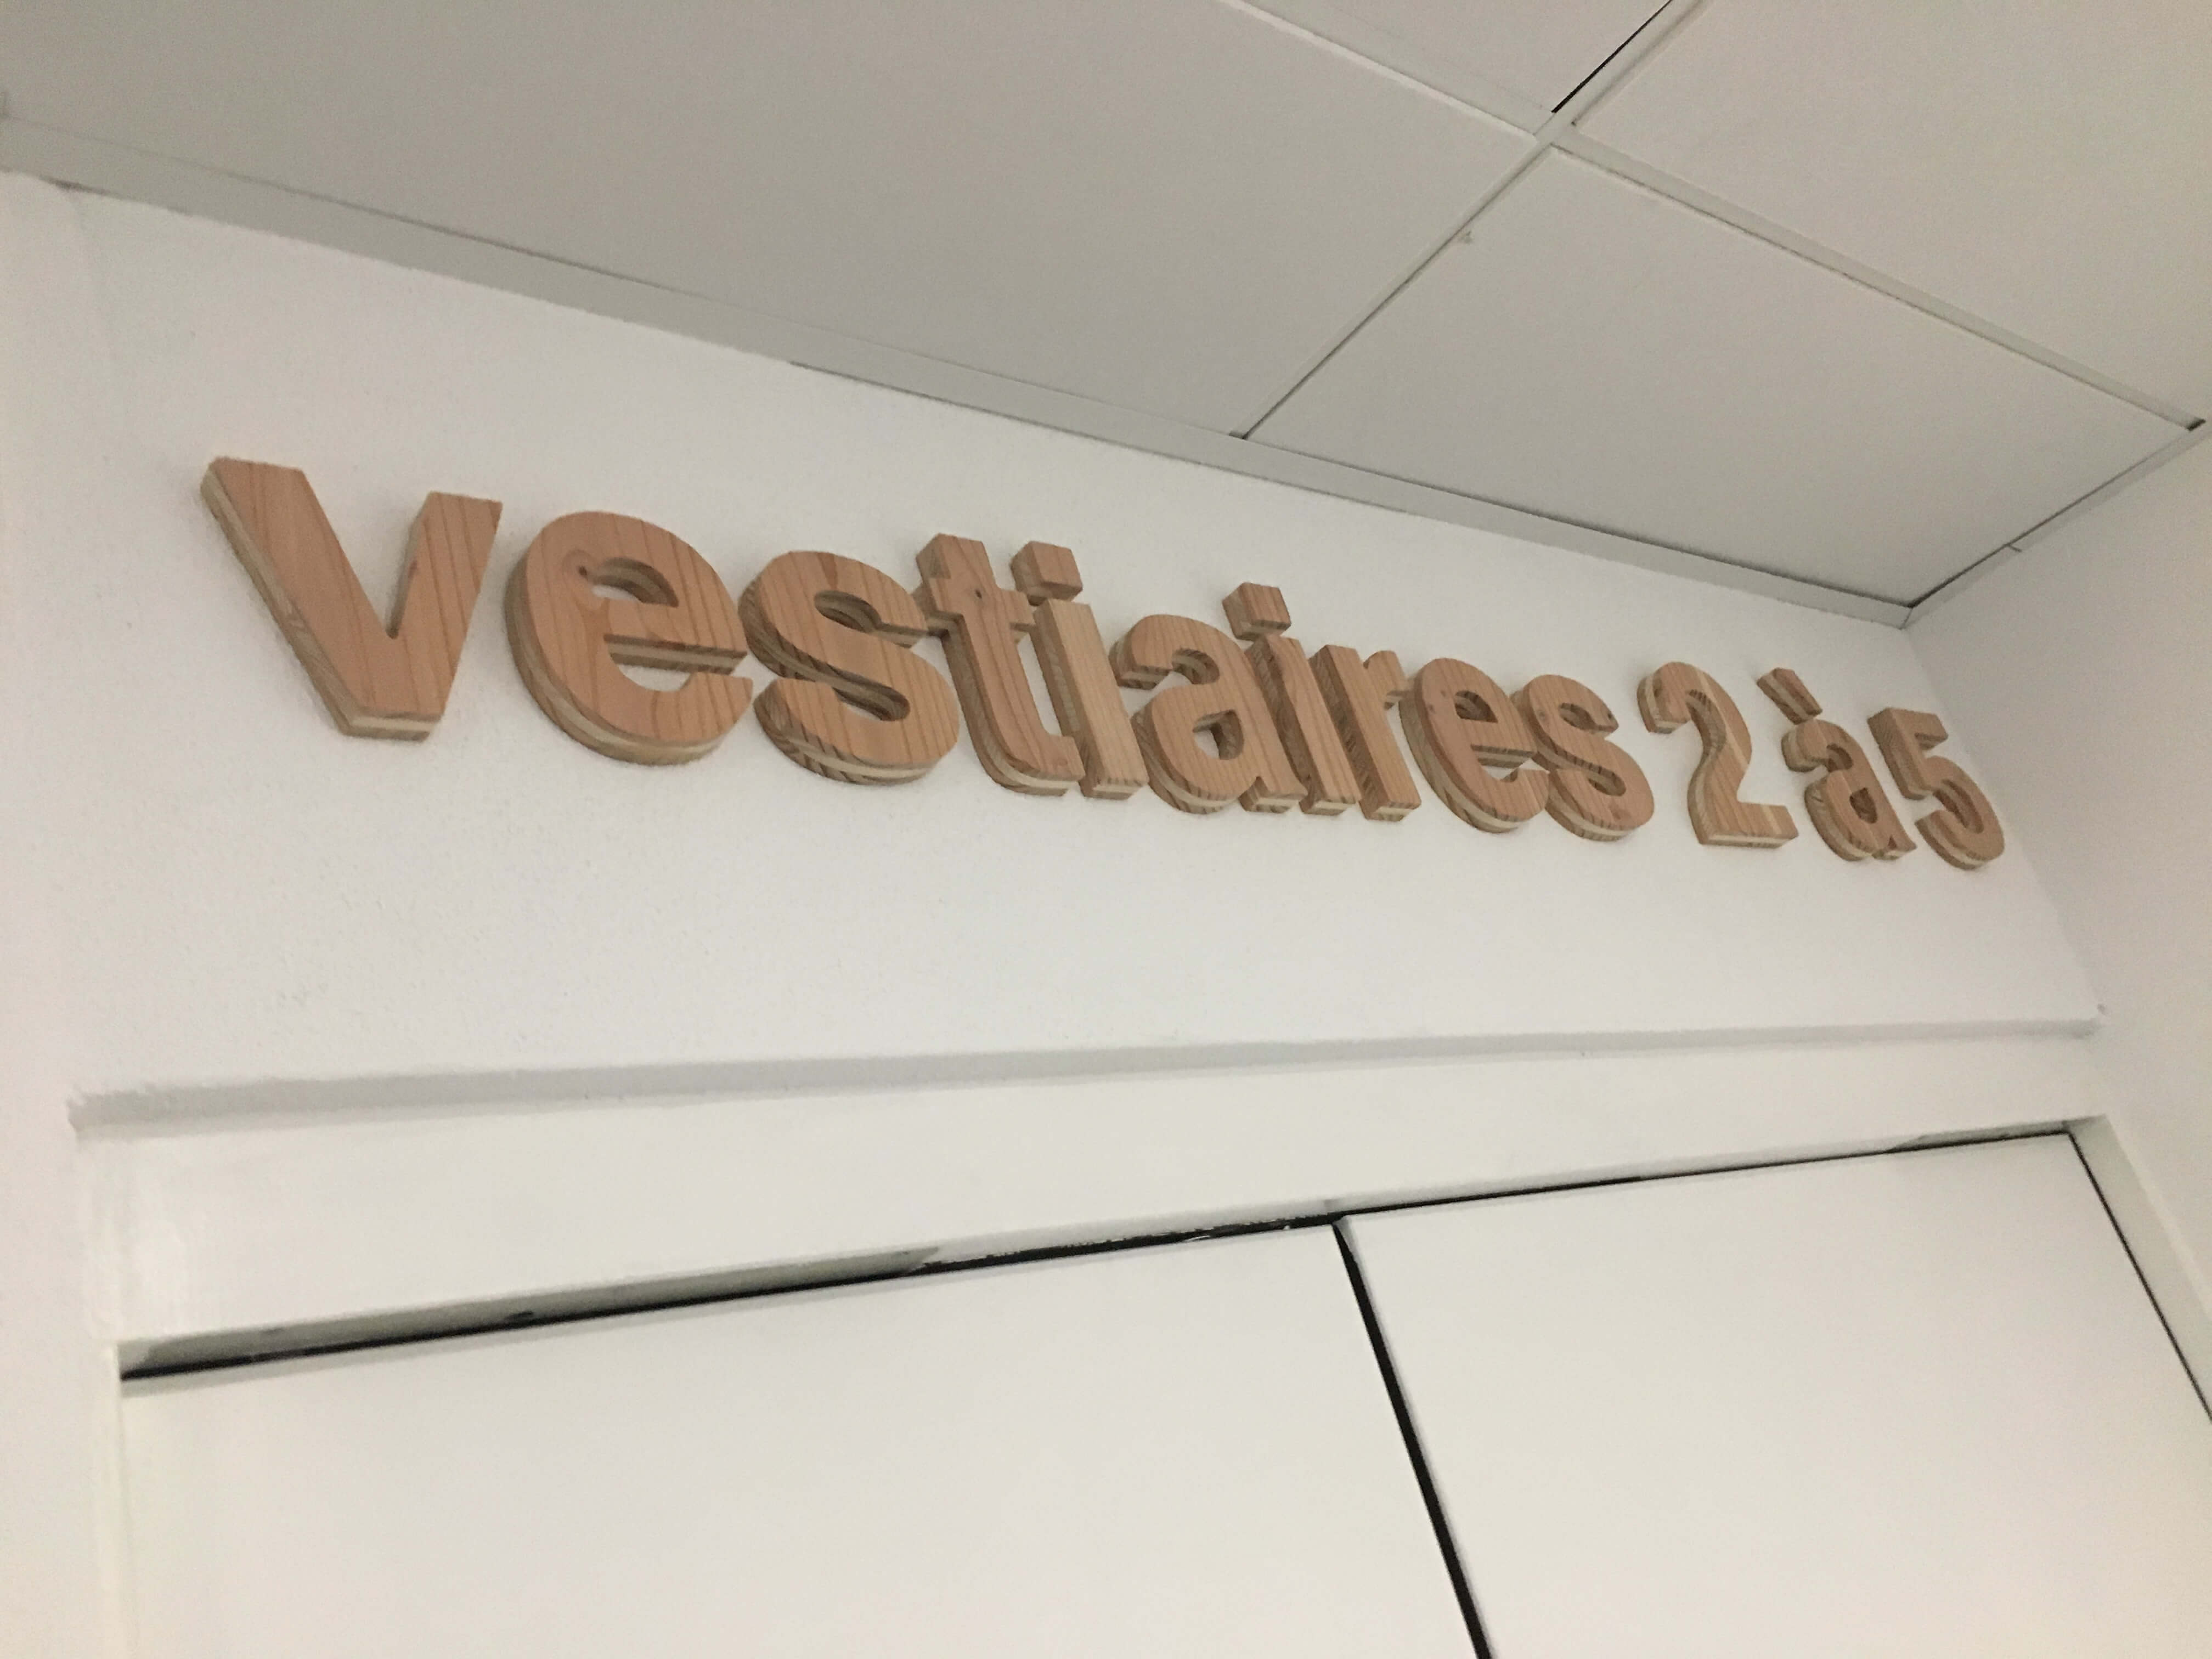 vestiaires 2 à 5